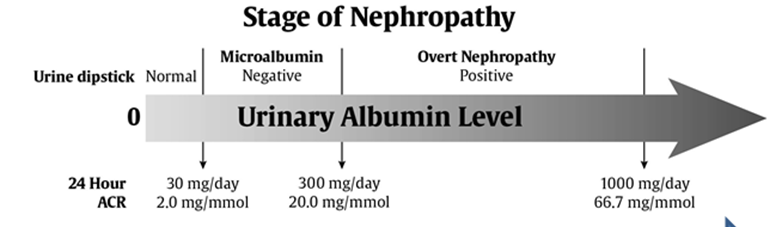 Stage of Nephropathy
Microalbumin Overt Nephropathy
Urine dipstick Normal Negative Positive
0 Urinary Albumin Level
24 Hour 30 mg/day 300 mg/day 1000 mg/day
ACR 2.0 mg/mmol 20.0 mg/mmol 66.7 mg/mmol